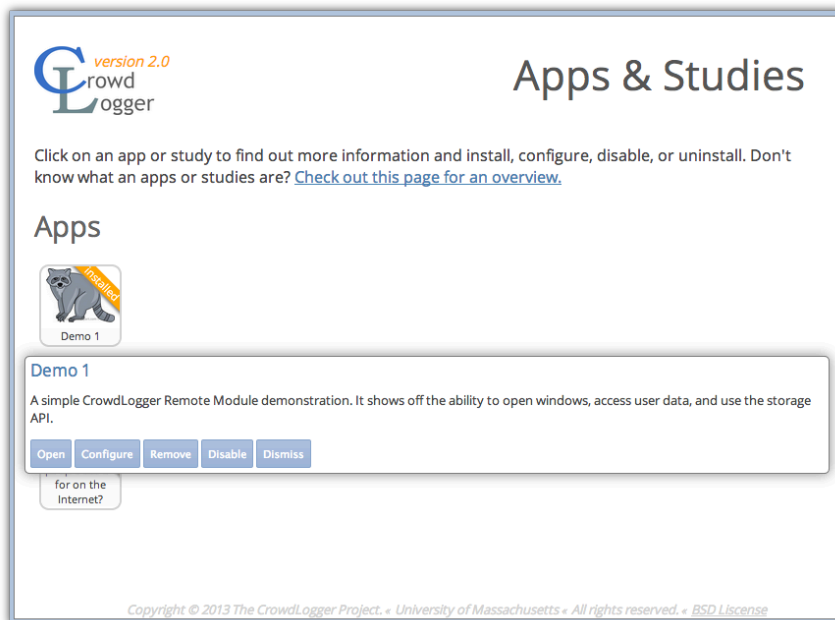 version 2.0
Crowd
Logger
Apps & Studies
Click on an app or study to find out more information and install, configure, disable, or uninstall. Don't
know what an apps or studies are? Check out this page for an overview.
Apps
installed
Demo 1
Demo 1
A simple CrowdLogger Remote Module demonstration. It shows off the ability to open windows, access user data, and use the storage
API.
Open Configure Remove Disable Dismiss
for on the
Internet?
Copyright © 2013 The CrowdLogger Project. « University of Massachusetts « All rights reserved. « BSD Liscense